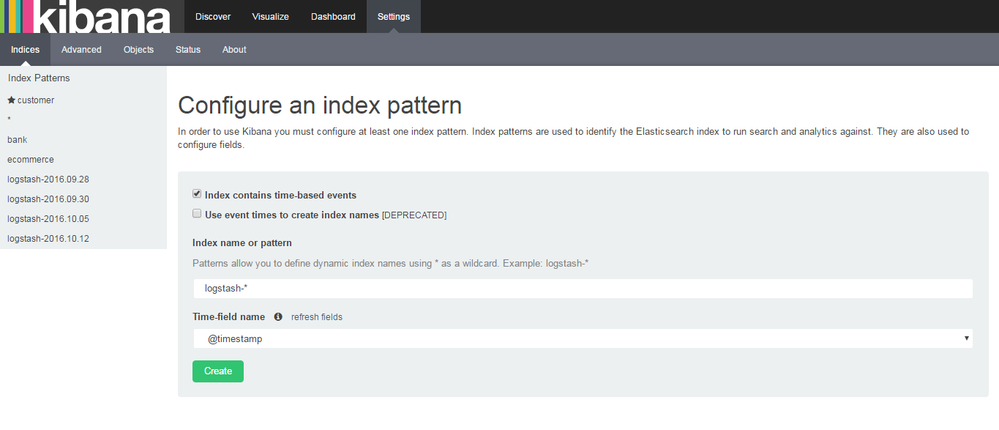 kibana
Discover Visualize Dashboard Settings
Indices Advanced Objects Status About
Index Patterns
customer
*
bank
ecommerce
logstash-2016.09.28
logstash-2016.09.30
logstash-2016.10.05
logstash-2016.10.12
Configure an index pattern
In order to use Kibana you must configure at least one index pattern. Index patterns are used to identify the Elasticsearch index to run search and analytics against. They are also used to
configure fields.
Index contains time-based events
Use event times to create index names [DEPRECATED]
Index name or pattern
Patterns allow you to define dynamic index names using * as a wildcard. Example: logstash-*
logstash-*
Time-field name refresh fields
@timestamp
Create